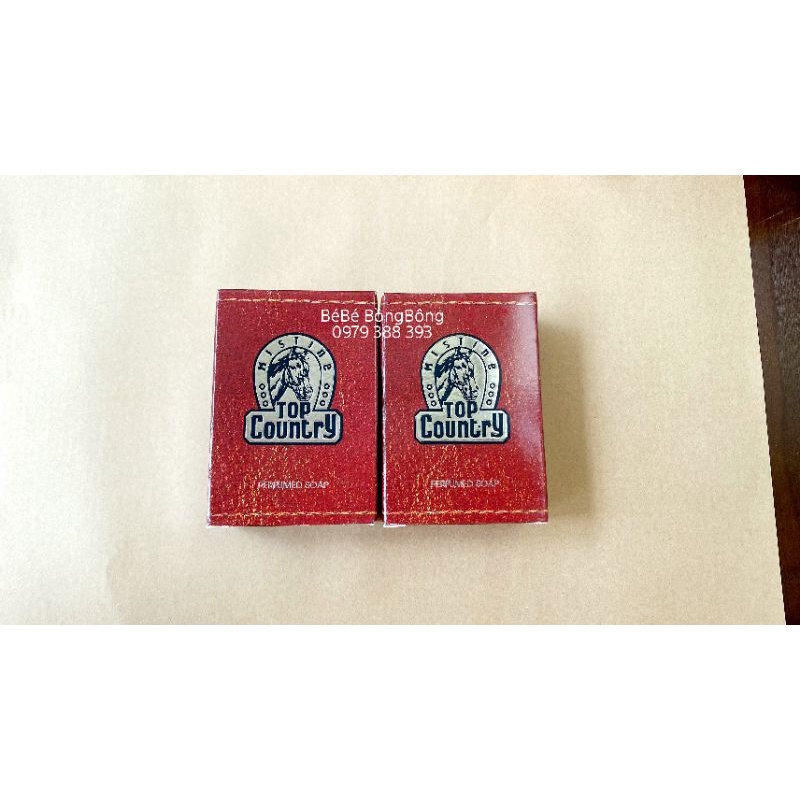 BéBé BôngBông
0979 388 393
MISTINE
TOP
Country
PERFUMED SOAP
MISTINE
TOP
Country
PERFUMED SOAP